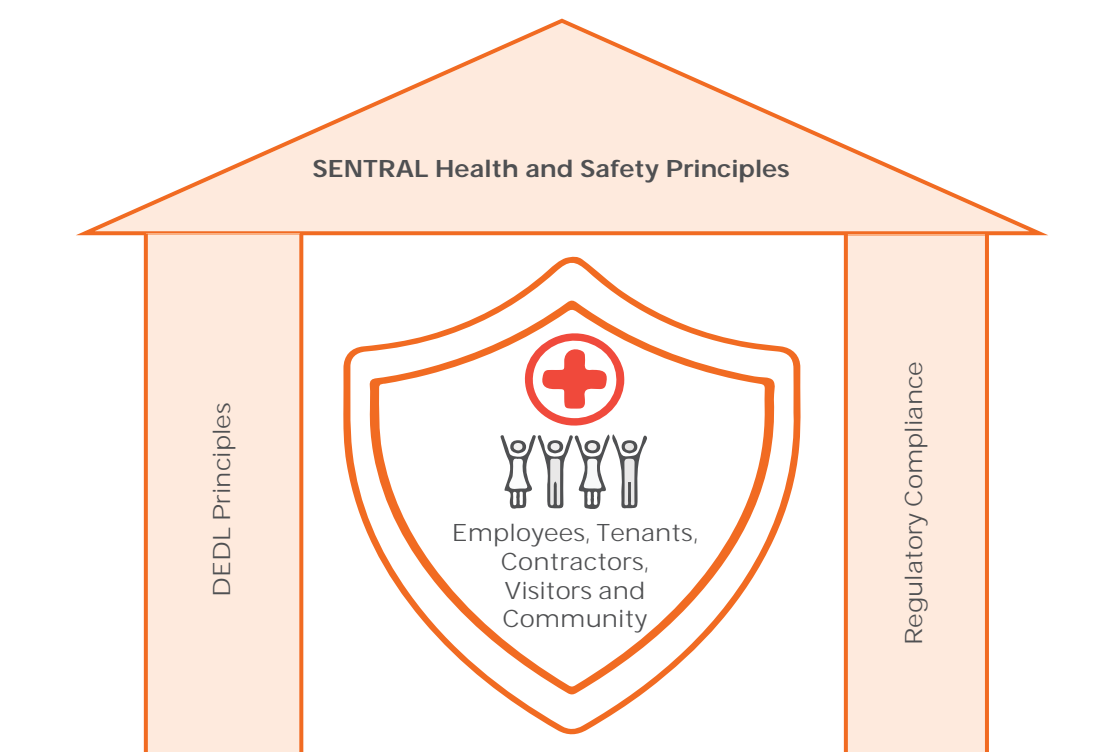 SENTRAL Health and Safety Principles
DEDL Principles
Employees, Tenants,
Contractors,
Visitors and
Community
Regulatory Compliance